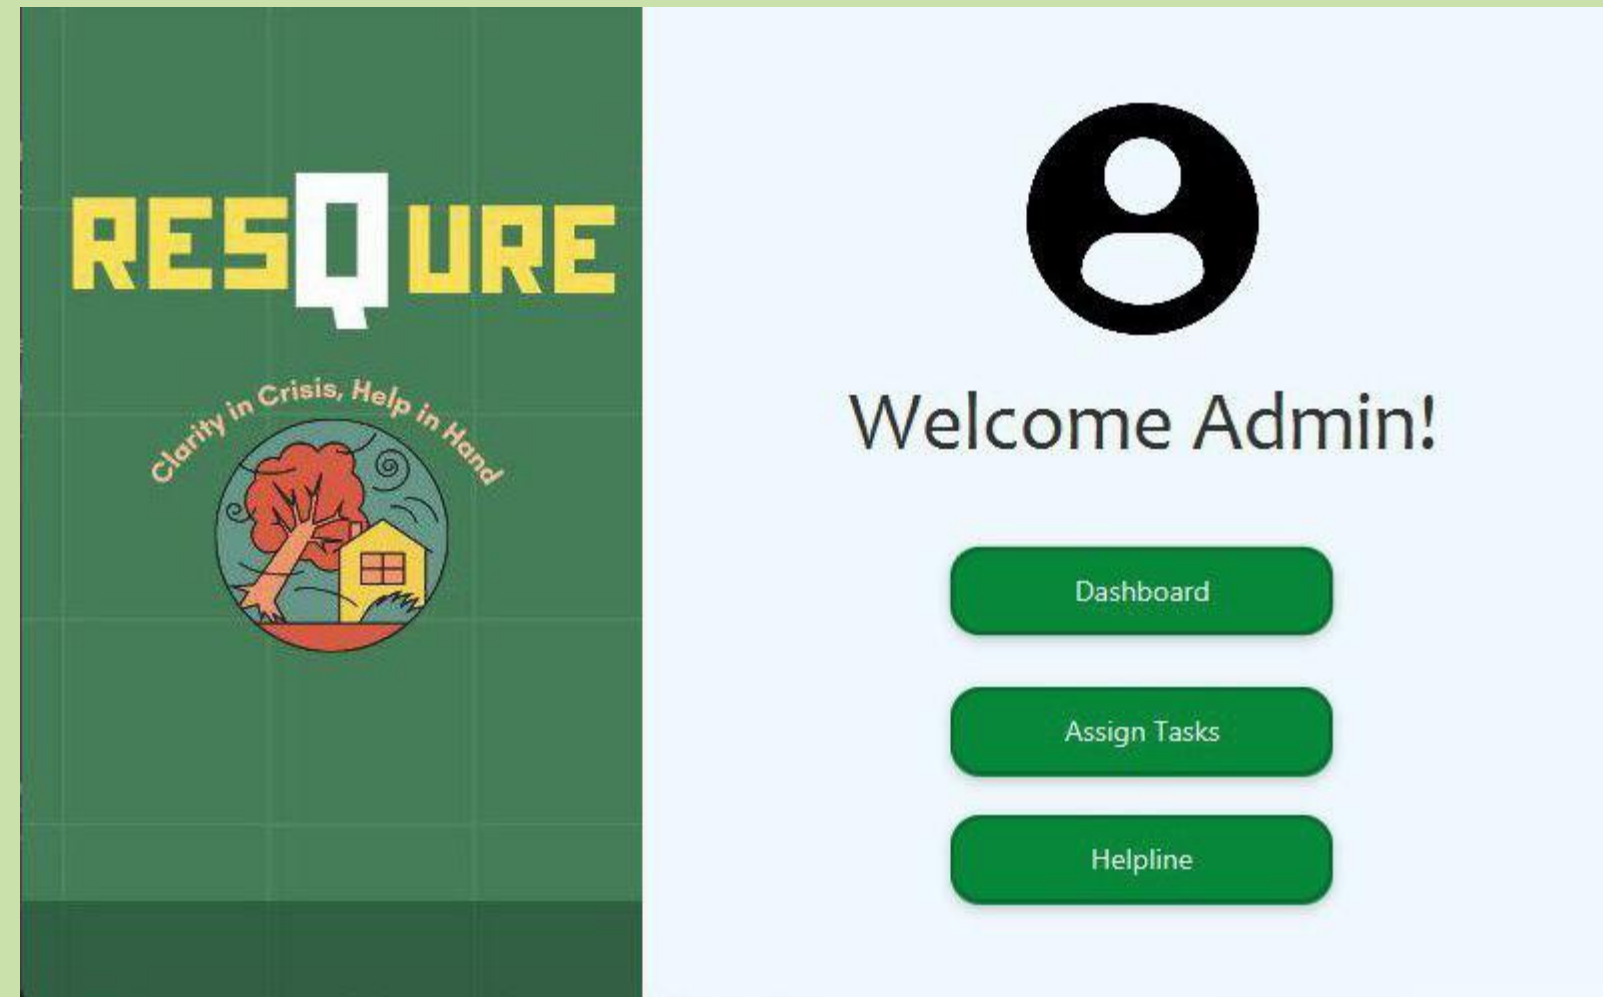 RESQURE
Clarity in Crisis, Help in Hand
Welcome Admin!
Dashboard
Assign Tasks
Helpline